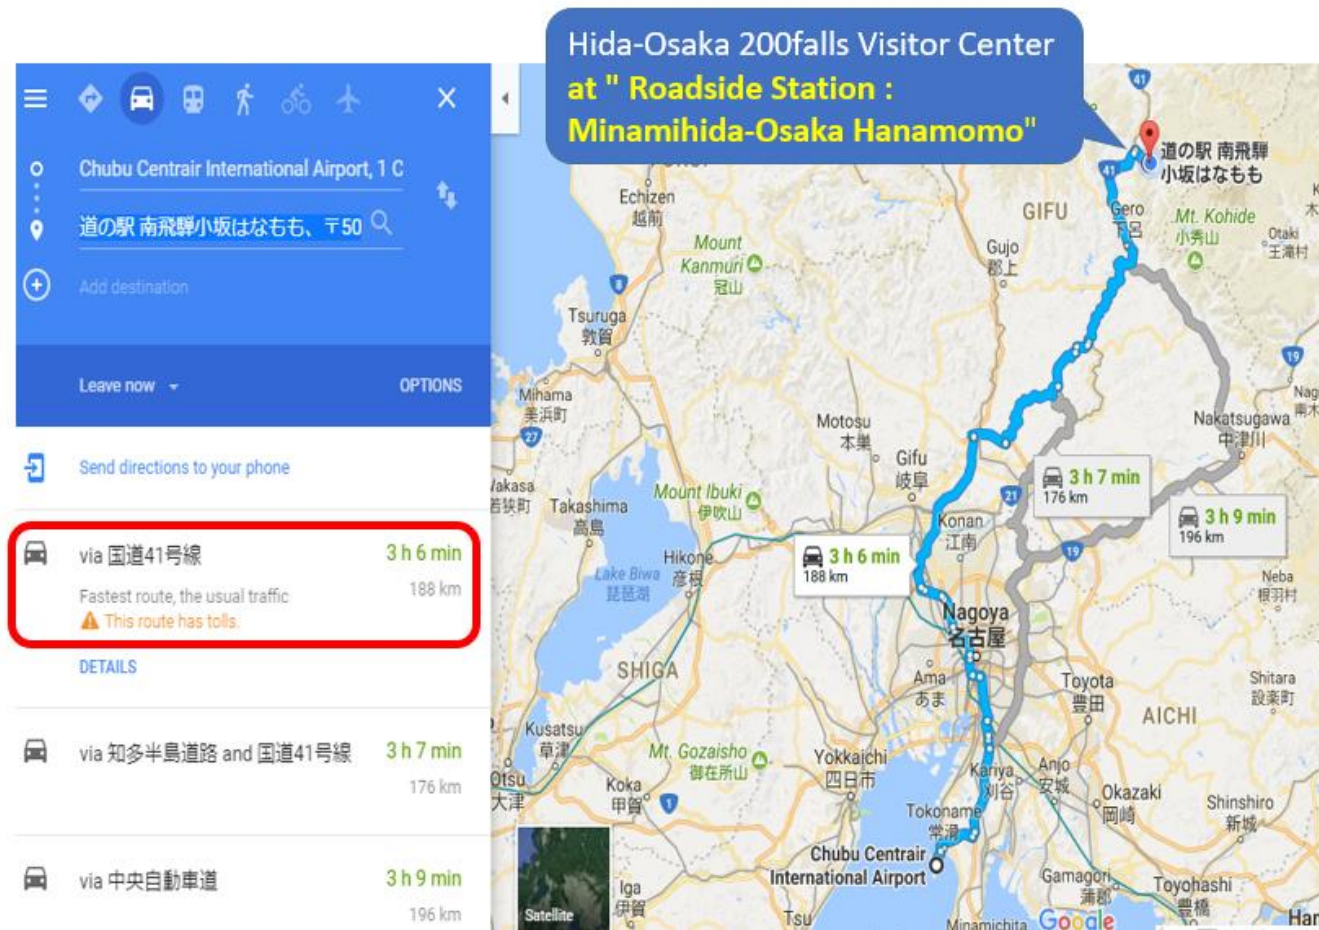 Hida-Osaka 200falls Visitor Center
at " Roadside Station :
Minamihida-Osaka Hanamomo"
Chubu Centrair International Airport, 1 C
道の駅 南飛騨小坂はなもも、〒50
Add destination
Leave now
OPTIONS
Send directions to your phone
via 国道41号線
3 h 6 min
Fastest route, the usual traffic
188 km
This route has tolls.
DETAILS
via 知多半島道路 and 国道41号線
3 h 7 min
176 km
via 中央自動車道
3 h 9 min
196 km
41
道の駅 南飛騨
小坂はなもも
41
Echizen
越前
GIFU
Gero
下呂
Mt. Kohide
小秀山
Otaki
王滝村
Mount
Kanmuri
冠山
Gujo
郡上
8
Tsuruga
敦賀
19
Mihama
美浜町
27
Motosu
本巣
Nakatsugawa
中津川
Gifu
岐阜
3 h 7 min
176 km
21
Takashima
高島
Mount Ibuki
伊吹山
Konan
江南
3 h 9 min
196 km
19
Hikone
彦根
Lake Biwa
琵琶湖
3 h 6 min
188 km
Neba
根羽村
Nagoya
名古屋
SHIGA
Ama
あま
Toyota
豊田
Shitara
設楽町
AICHI
Kusatsu
草津
Mt. Gozaisho
御在所山
Yokkaichi
四日市
Kariya
刈谷
Anjo
安城
Otsu
大津
Koka
甲賀
1
Okazaki
岡崎
Shinshiro
新城
Tokoname
常滑
Chubu Centrair
International Airport
Gamagori
蒲郡
Toyohashi
豊橋
Iga
伊賀
Satellite
Tsu
Minamichita
Google
Har